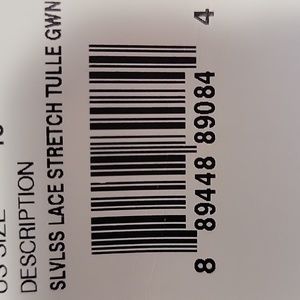 US SIZE
DESCRIPTION
SLVLSS LACE STRETCH TULLE GWN
8 89448 89084 4